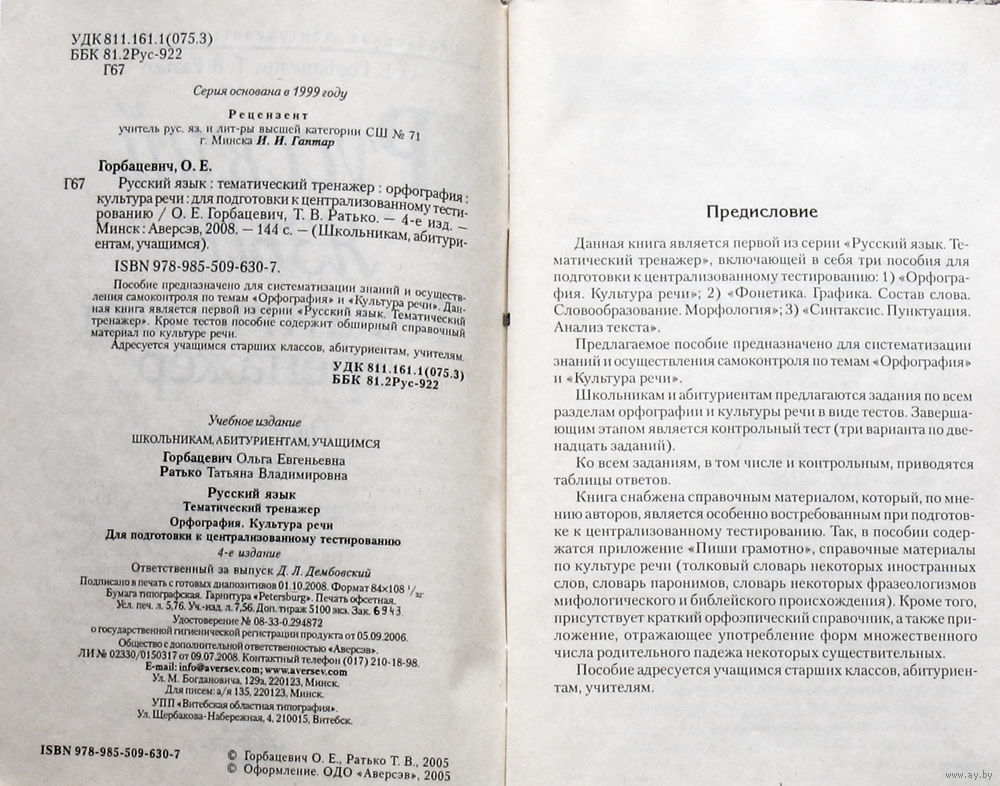 УДК 811.161.1(075.3)
ББК 81.2Рус-922
Г67
Серия основана в 1999 году
Рецензент
учитель рус. яз. и лит-ры высшей категории СШ № 71
г. Минска И. И. Гаптар
Горбацевич, О. Е.
Г67 Русский язык : тематический тренажер : орфография :
культура речи : для подготовки к централизованному тести-
рованию / О. Е. Горбацевич, Т. В. Ратько. — 4-е изд. —
Минск : Аверсэв, 2008. — 144 с. — (Школьникам, абитури-
ентам, учащимся).
ISBN 978-985-509-630-7.
Пособие предназначено для систематизации знаний и осущест-
вления самоконтроля по темам «Орфография» и «Культура речи». Дан-
ная книга является первой из серии «Русский язык. Тематический
тренажер». Кроме тестов пособие содержит обширный справочный
материал по культуре речи.
Адресуется учащимся старших классов, абитуриентам, учителям.
УДК 811.161.1(075.3)
ББК 81.2Рус-922
Учебное издание
ШКОЛЬНИКАМ, АБИТУРИЕНТАМ, УЧАЩИМСЯ
Горбацевич Ольга Евгеньевна
Ратько Татьяна Владимировна
Русский язык
Тематический тренажер
Орфография. Культура речи
Для подготовки к централизованному тестированию
4-е издание
Ответственный за выпуск Д. Л. Дембовский
Подписано в печать с готовых диапозитивов 01.10.2008. Формат 84×108 1/32.
Бумага типографская. Гарнитура «Petersburg». Печать офсетная.
Усл. печ. л. 5,76. Уч.-изд. л. 7,56. Доп. тираж 5100 экз. Зак. 6943
Удостоверение № 08-33-0.294872
о государственной гигиенической регистрации продукта от 05.09.2006.
Общество с дополнительной ответственностью «Аверсэв».
ЛИ № 02330/0150317 от 09.07.2008. Контактный телефон (017) 210-18-98.
E-mail: info@aversev.com; www.aversev.com
Ул. М. Богдановича, 129а, 220123, Минск.
Для писем: а/я 135, 220123, Минск.
УПП «Витебская областная типография».
Ул. Щербакова-Набережная, 4, 210015, Витебск.
ISBN 978-985-509-630-7
© Горбацевич О. Е., Ратько Т. В., 2005
© Оформление. ОДО «Аверсэв», 2005
Предисловие
Данная книга является первой из серии «Русский язык. Те-
матический тренажер», включающей в себя три пособия для
подготовки к централизованному тестированию: 1) «Орфогра-
фия. Культура речи»; 2) «Фонетика. Графика. Состав слова.
Словообразование. Морфология»; 3) «Синтаксис. Пунктуация.
Анализ текста».
Предлагаемое пособие предназначено для систематизации
знаний и осуществления самоконтроля по темам «Орфография»
и «Культура речи».
Школьникам и абитуриентам предлагаются задания по всем
разделам орфографии и культуры речи в виде тестов. Заверша-
ющим этапом является контрольный тест (три варианта по две-
надцать заданий).
Ко всем заданиям, в том числе и контрольным, приводятся
таблицы ответов.
Книга снабжена справочным материалом, который, по мне-
нию авторов, является особенно востребованным при подготов-
ке к централизованному тестированию. Так, в пособии содер-
жатся приложение «Пиши грамотно», справочные материалы
по культуре речи (толковый словарь некоторых иностранных
слов, словарь паронимов, словарь некоторых фразеологизмов
мифологического и библейского происхождения). Кроме того,
присутствует краткий орфоэпический справочник, а также при-
ложение, отражающее употребление форм множественного
числа родительного падежа некоторых существительных.
Пособие адресуется учащимся старших классов, абитуриен-
там, учителям.
www.ay.by